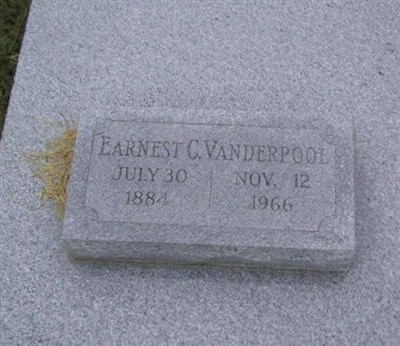 EARNEST C. VANDERPOOL
JULY 30 NOV. 12
1884 1966